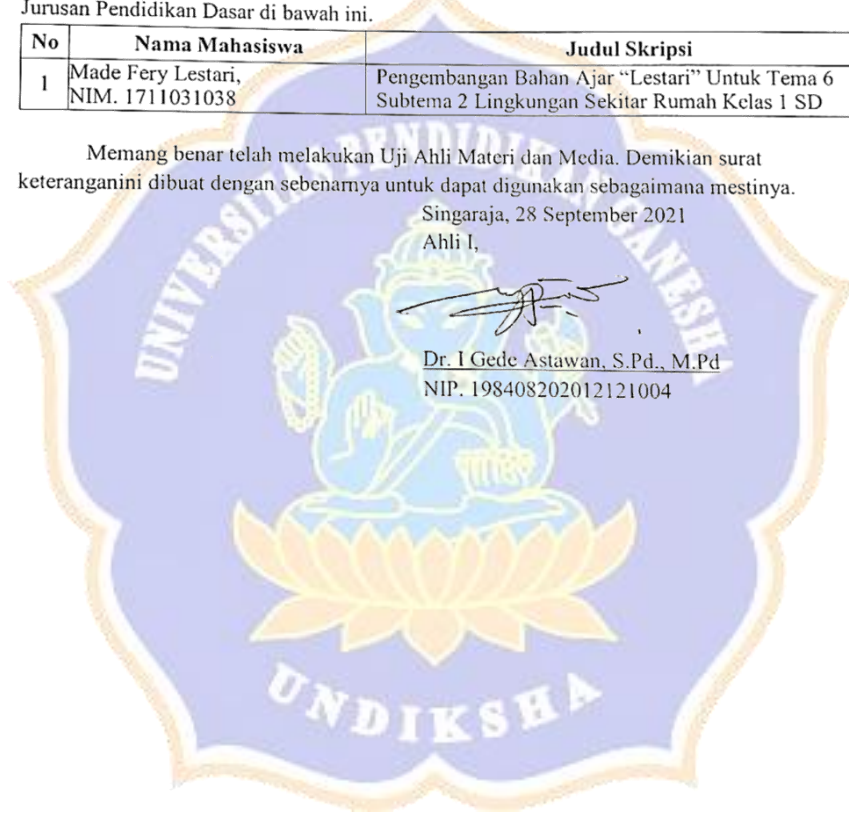 Jurusan Pendidikan Dasar di bawah ini.
No Nama Mahasiswa Judul Skripsi
1 Made Fery Lestari, Pengembangan Bahan Ajar “Lestari” Untuk Tema 6
NIM. 1711031038 Subtema 2 Lingkungan Sekitar Rumah Kelas 1 SD
Memang benar telah melakukan Uji Ahli Materi dan Media. Demikian surat
keteranganini dibuat dengan sebenarnya untuk dapat digunakan sebagaimana mestinya.
Singaraja, 28 September 2021
Ahli I,
Dr. I Gede Astawan, S.Pd., M.Pd
NIP. 198408202012121004
UNIVERSITAS PENDIDIKAN GANESHA
UNDIKSHA